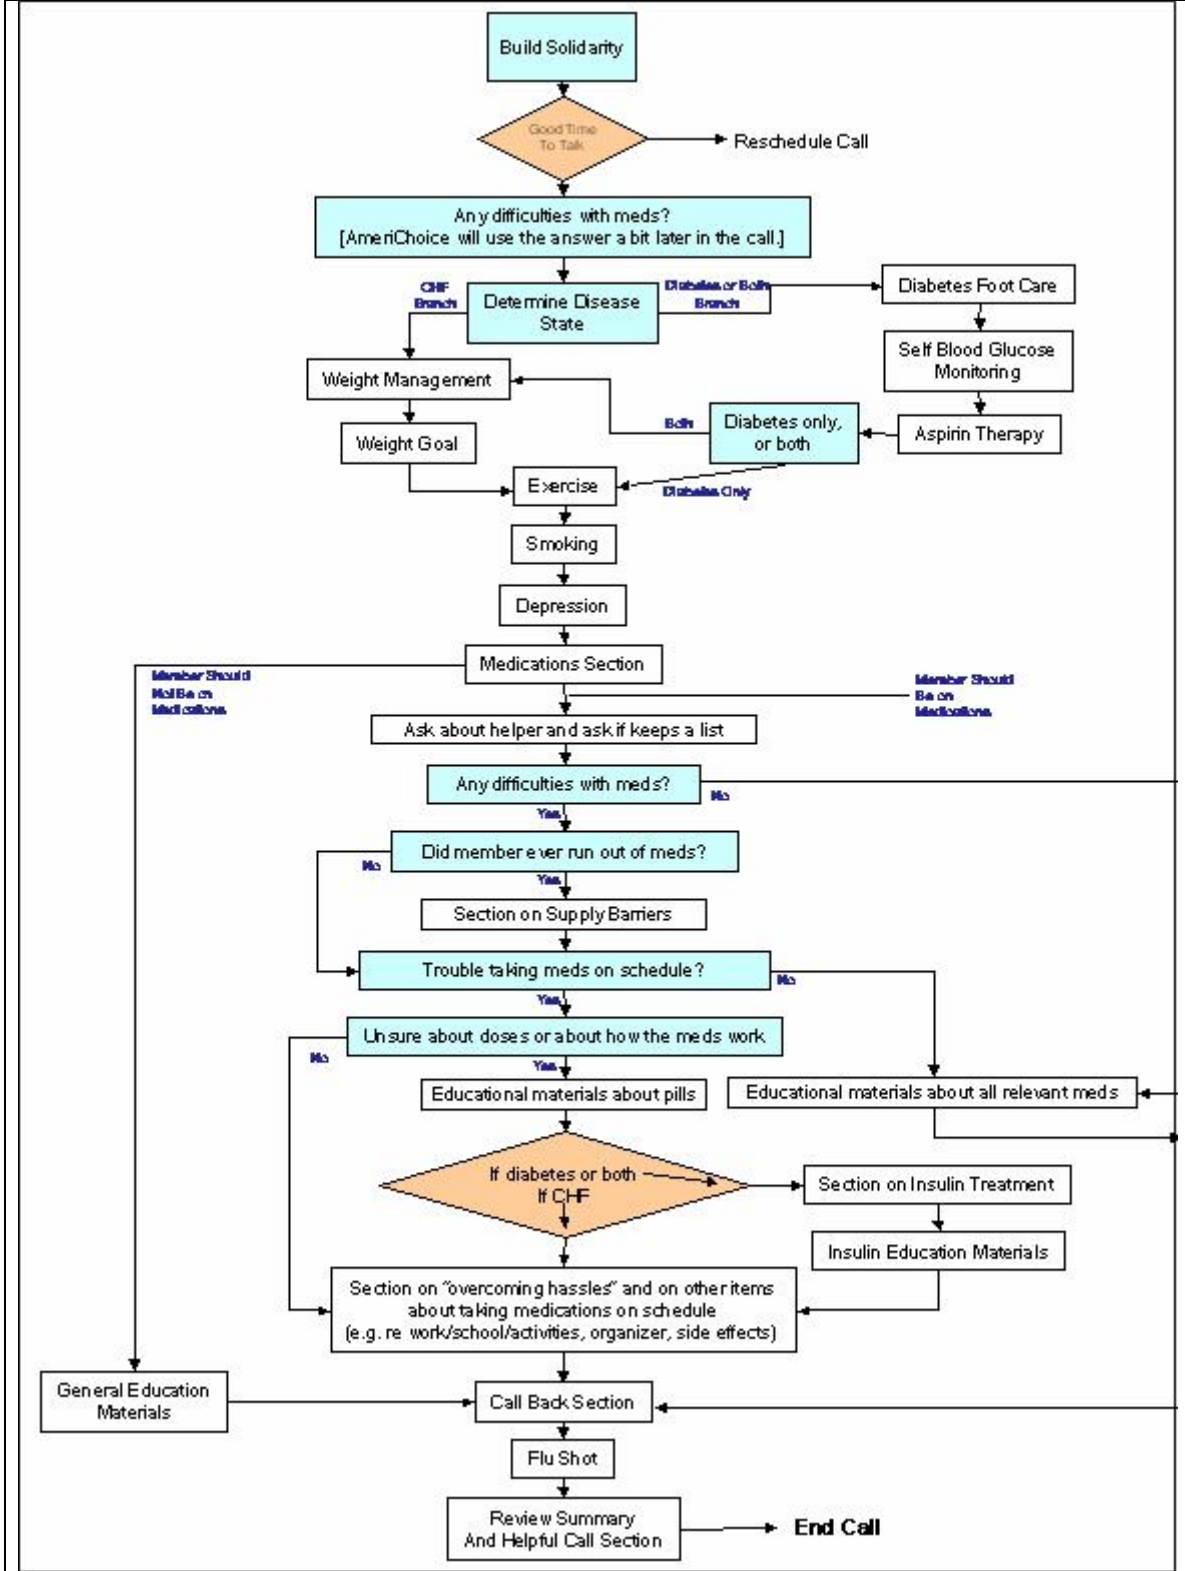 Build Solidarity
Good Time
To Talk
Reschedule Call
Any difficulties with meds?
[AmeriChoice will use the answer a bit later in the call.]
CHF
Branch
Determine Disease
State
Diabetes or Both
Branch
Diabetes Foot Care
Self Blood Glucose
Monitoring
Weight Management
Both
Diabetes only,
or both
Aspirin Therapy
Weight Goal
Exercise
Diabetes Only
Smoking
Depression
Medications Section
Member Should
Not Be on
Medications
Member Should
Be on
Medications
Ask about helper and ask if keeps a list
Any difficulties with meds?
No
Yes
Did member ever run out of meds?
No
Yes
Section on Supply Barriers
Trouble taking meds on schedule?
No
Yes
Unsure about doses or about how the meds work
No
Yes
Educational materials about pills
Educational materials about all relevant meds
If diabetes or both
If CHF
Section on Insulin Treatment
Insulin Education Materials
Section on "overcoming hassles" and on other items
about taking medications on schedule
(e.g. re work/school/activities, organizer, side effects)
General Education
Materials
Call Back Section
Flu Shot
Review Summary
And Helpful Call Section
End Call